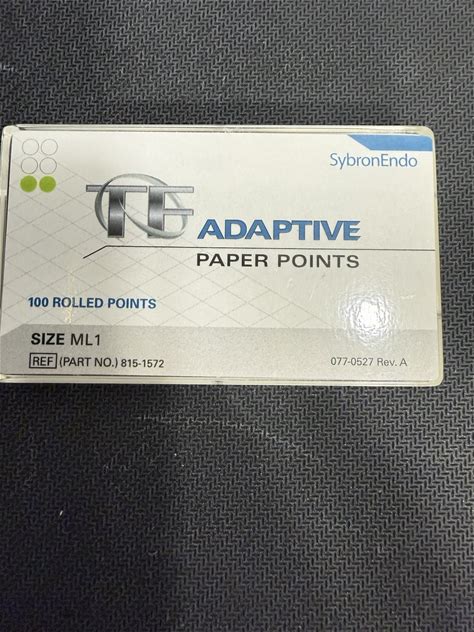 SybronEndo
TF ADAPTIVE
PAPER POINTS
100 ROLLED POINTS
SIZE ML1
REF (PART NO.) 815-1572
077-0527 Rev. A